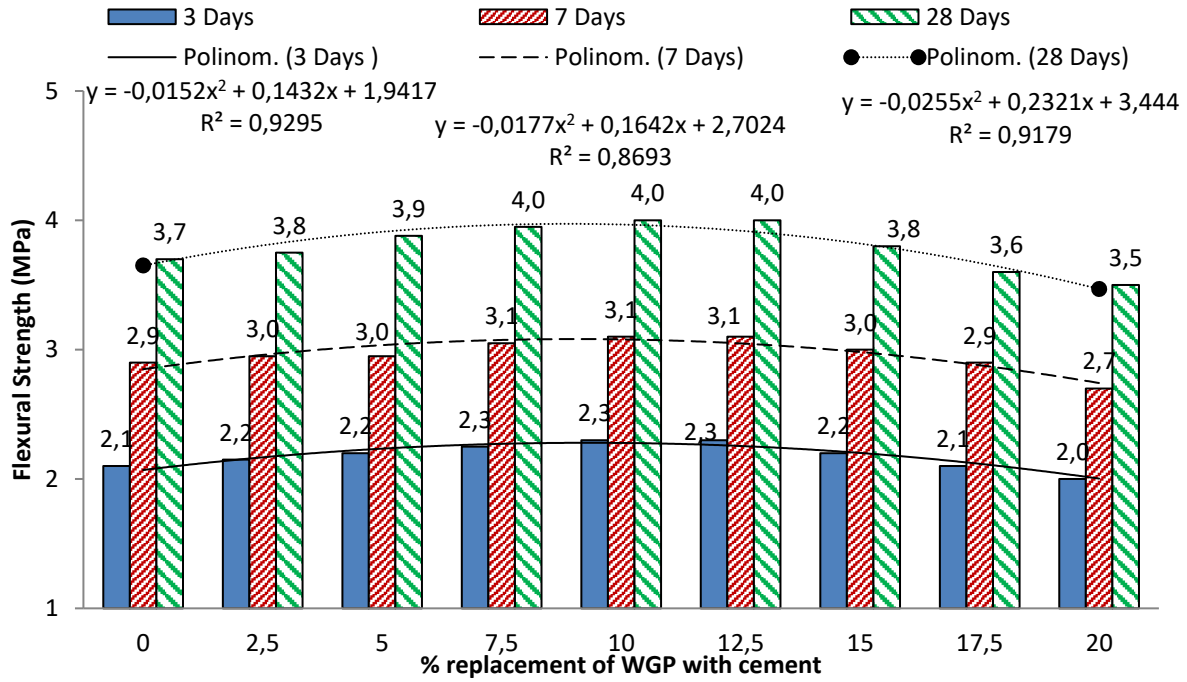 3 Days
7 Days
28 Days
Polinom. (3 Days )
Polinom. (7 Days)
Polinom. (28 Days)
y = -0,0152x² + 0,1432x + 1,9417
R² = 0,9295
y = -0,0177x² + 0,1642x + 2,7024
R² = 0,8693
y = -0,0255x² + 0,2321x + 3,444
R² = 0,9179
Flexural Strength (MPa)
5
4
3
2
1
3,7 3,8 3,9 4,0 4,0 4,0 3,8 3,6 3,5
2,9 3,0 3,0 3,1 3,1 3,1 3,0 2,9 2,7
2,1 2,2 2,2 2,3 2,3 2,3 2,2 2,1 2,0
0 2,5 5 7,5 10 12,5 15 17,5 20
% replacement of WGP with cement